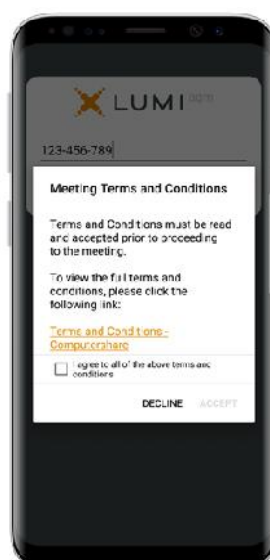 LUMI AGM
123-456-789
Meeting Terms and Conditions
Terms and Conditions must be read
and accepted prior to proceeding
to the meeting.
To view the full terms and
conditions, please click the
following link:
Terms and Conditions -
Computershare
I agree to all of the above terms and
conditions
DECLINE ACCEPT